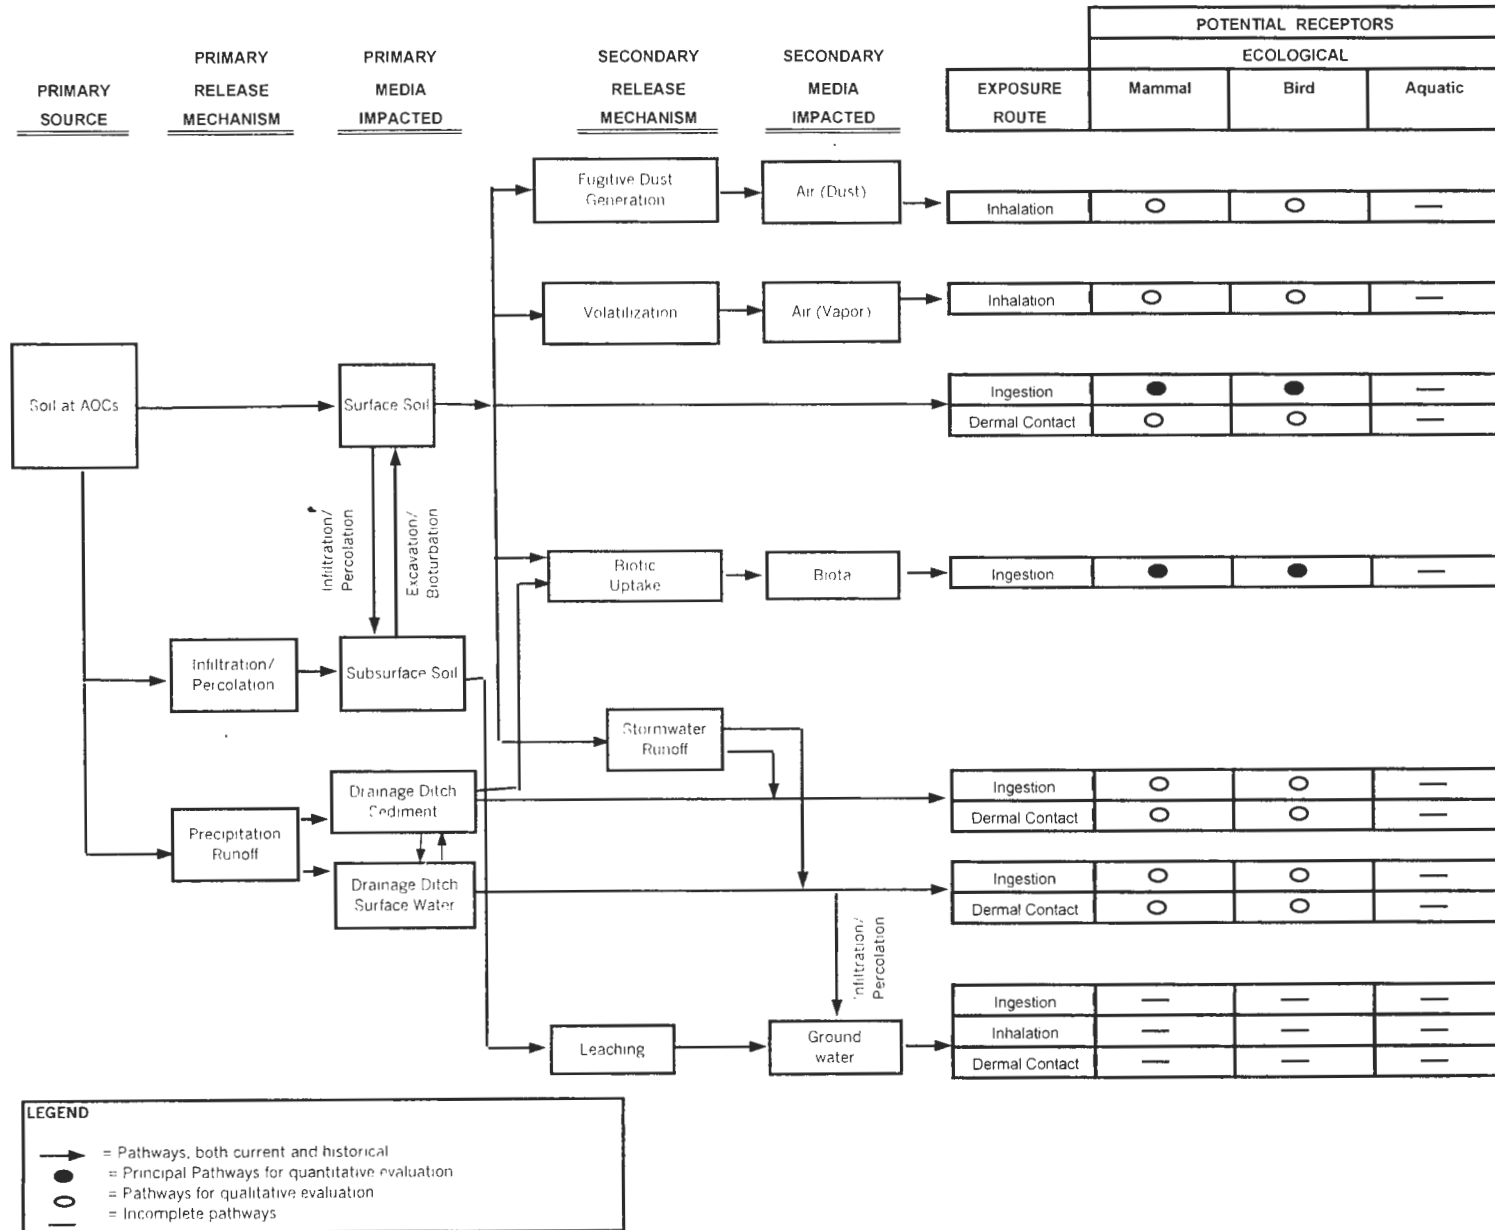 POTENTIAL RECEPTORS
ECOLOGICAL
PRIMARY
SOURCE
PRIMARY
RELEASE
MECHANISM
PRIMARY
MEDIA
IMPACTED
SECONDARY
RELEASE
MECHANISM
SECONDARY
MEDIA
IMPACTED
EXPOSURE
ROUTE
Mammal
Bird
Aquatic
Fugitive Dust
Generation
Air (Dust)
Inhalation
Volatilization
Air (Vapor)
Inhalation
Soil at AOCs
Surface Soil
Ingestion
Dermal Contact
Infiltration/
Percolation
Excavation/
Bioturbation
Biotic
Uptake
Biota
Ingestion
Infiltration/
Percolation
Subsurface Soil
Stormwater
Runoff
Precipitation
Runoff
Drainage Ditch
Sediment
Ingestion
Dermal Contact
Drainage Ditch
Surface Water
Ingestion
Dermal Contact
Infiltration/
Percolation
Leaching
Ground
water
Ingestion
Inhalation
Dermal Contact
LEGEND
= Pathways, both current and historical
= Principal Pathways for quantitative evaluation
= Pathways for qualitative evaluation
= Incomplete pathways